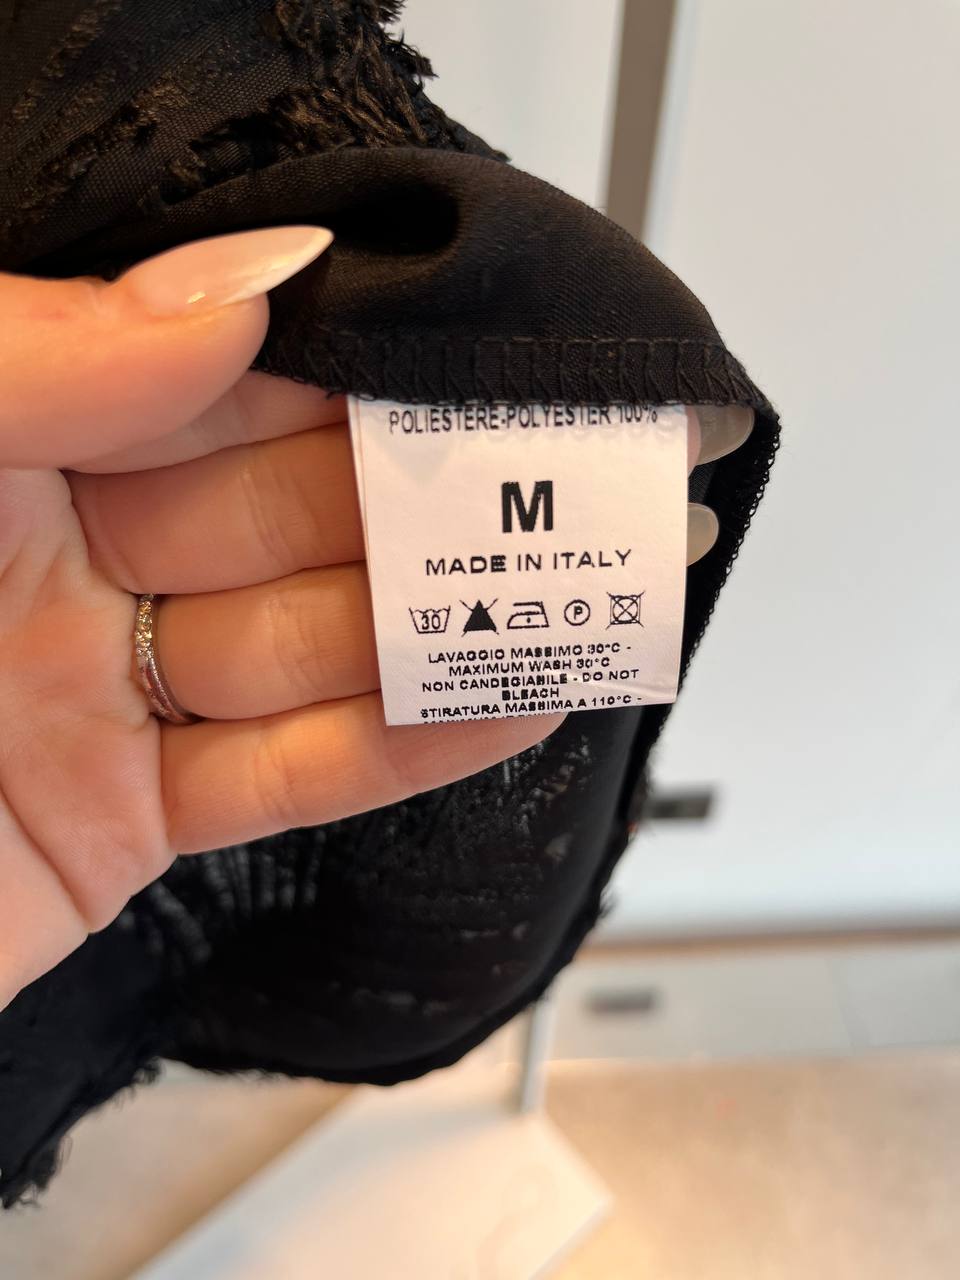 POLIESTERE-POLYESTER 100%
M
MADE IN ITALY
30 P
LAVAGGIO MASSIMO 30°C -
MAXIMUM WASH 30°C
NON CANDEGIABILE - DO NOT
BLEACH
STIRATURA MASSIMA A 110°C -